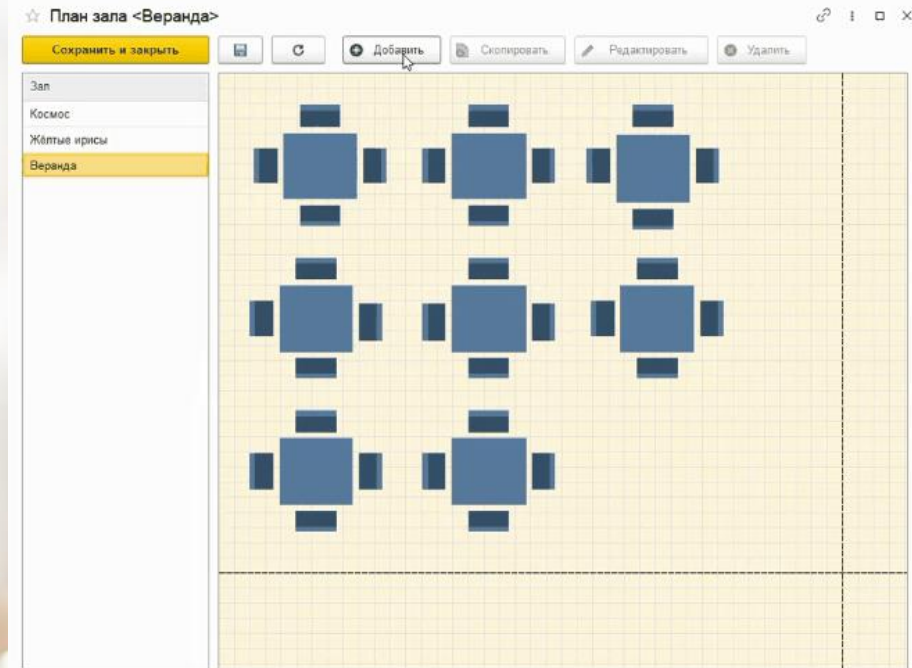 План зала <Веранда>
Сохранить и закрыть
Добавить
Скопировать
Редактировать
Удалить
Зал
Космос
Жёлтые ирисы
Веранда